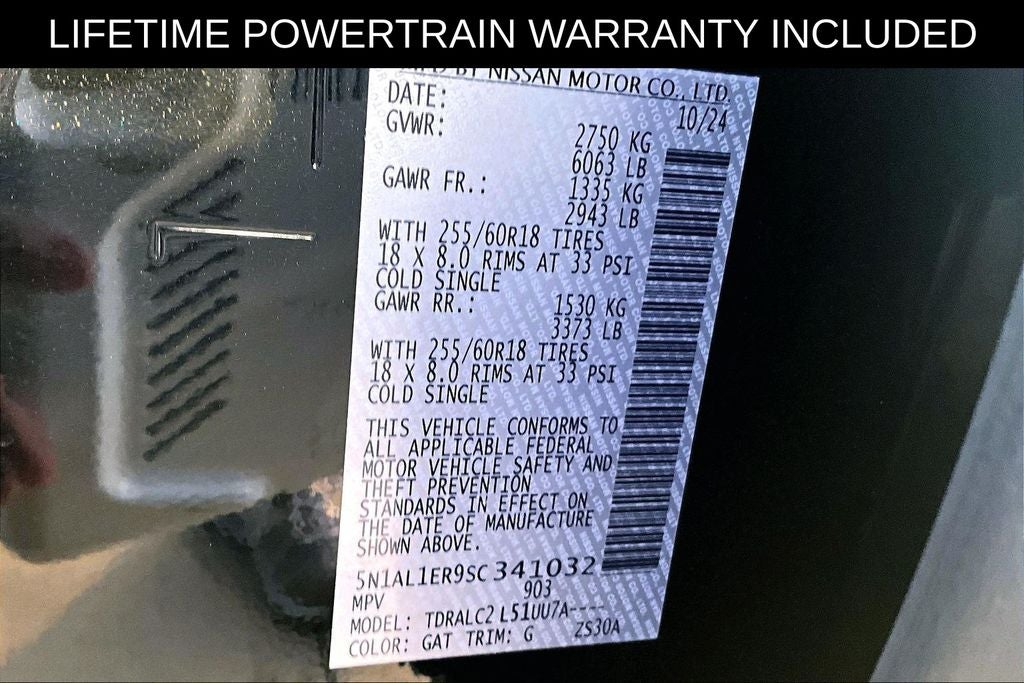 LIFETIME POWERTRAIN WARRANTY INCLUDED
BY NISSAN MOTOR CO., LTD.
DATE: 10/24
GVWR: 2750 KG
6063 LB
GAWR FR.: 1335 KG
2943 LB
WITH 255/60R18 TIRES
18 X 8.0 RIMS AT 33 PSI
COLD SINGLE
GAWR RR.: 1530 KG
3373 LB
WITH 255/60R18 TIRES
18 X 8.0 RIMS AT 33 PSI
COLD SINGLE
THIS VEHICLE CONFORMS TO
ALL APPLICABLE FEDERAL
MOTOR VEHICLE SAFETY AND
THEFT PREVENTION
STANDARDS IN EFFECT ON
THE DATE OF MANUFACTURE
SHOWN ABOVE.
5N1AL1ER9SC 341032
MPV 903
MODEL: TDRALC2 L51UU7A----
COLOR: GAT TRIM: G ZS30A